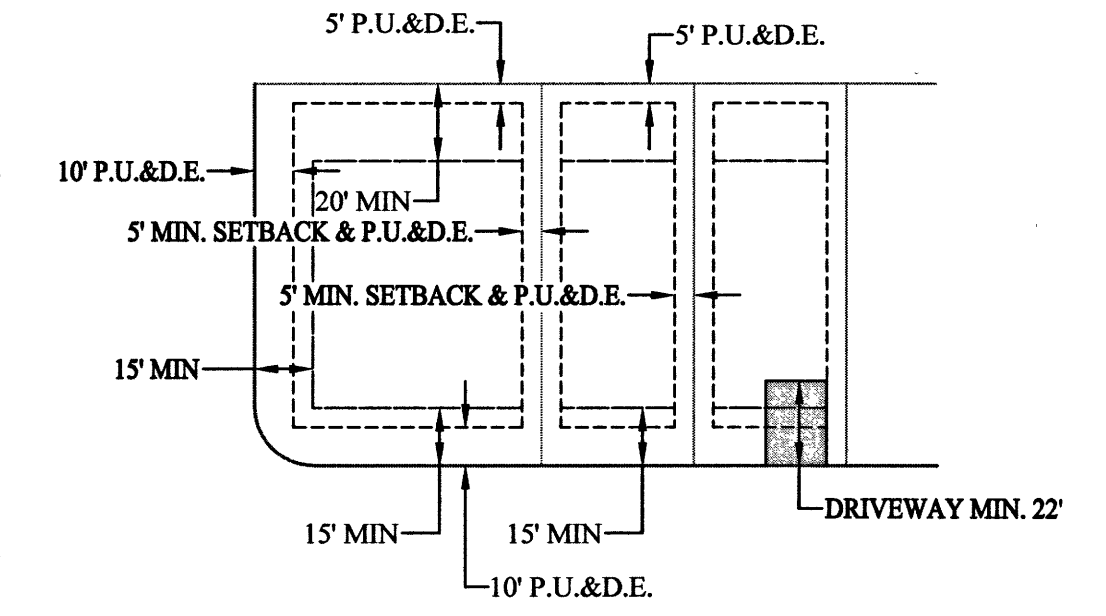 5' P.U.&D.E.
5' P.U.&D.E.
10' P.U.&D.E.
20' MIN
5' MIN. SETBACK & P.U.&D.E.
5' MIN. SETBACK & P.U.&D.E.
15' MIN
DRIVEWAY MIN. 22'
15' MIN
15' MIN
10' P.U.&D.E.